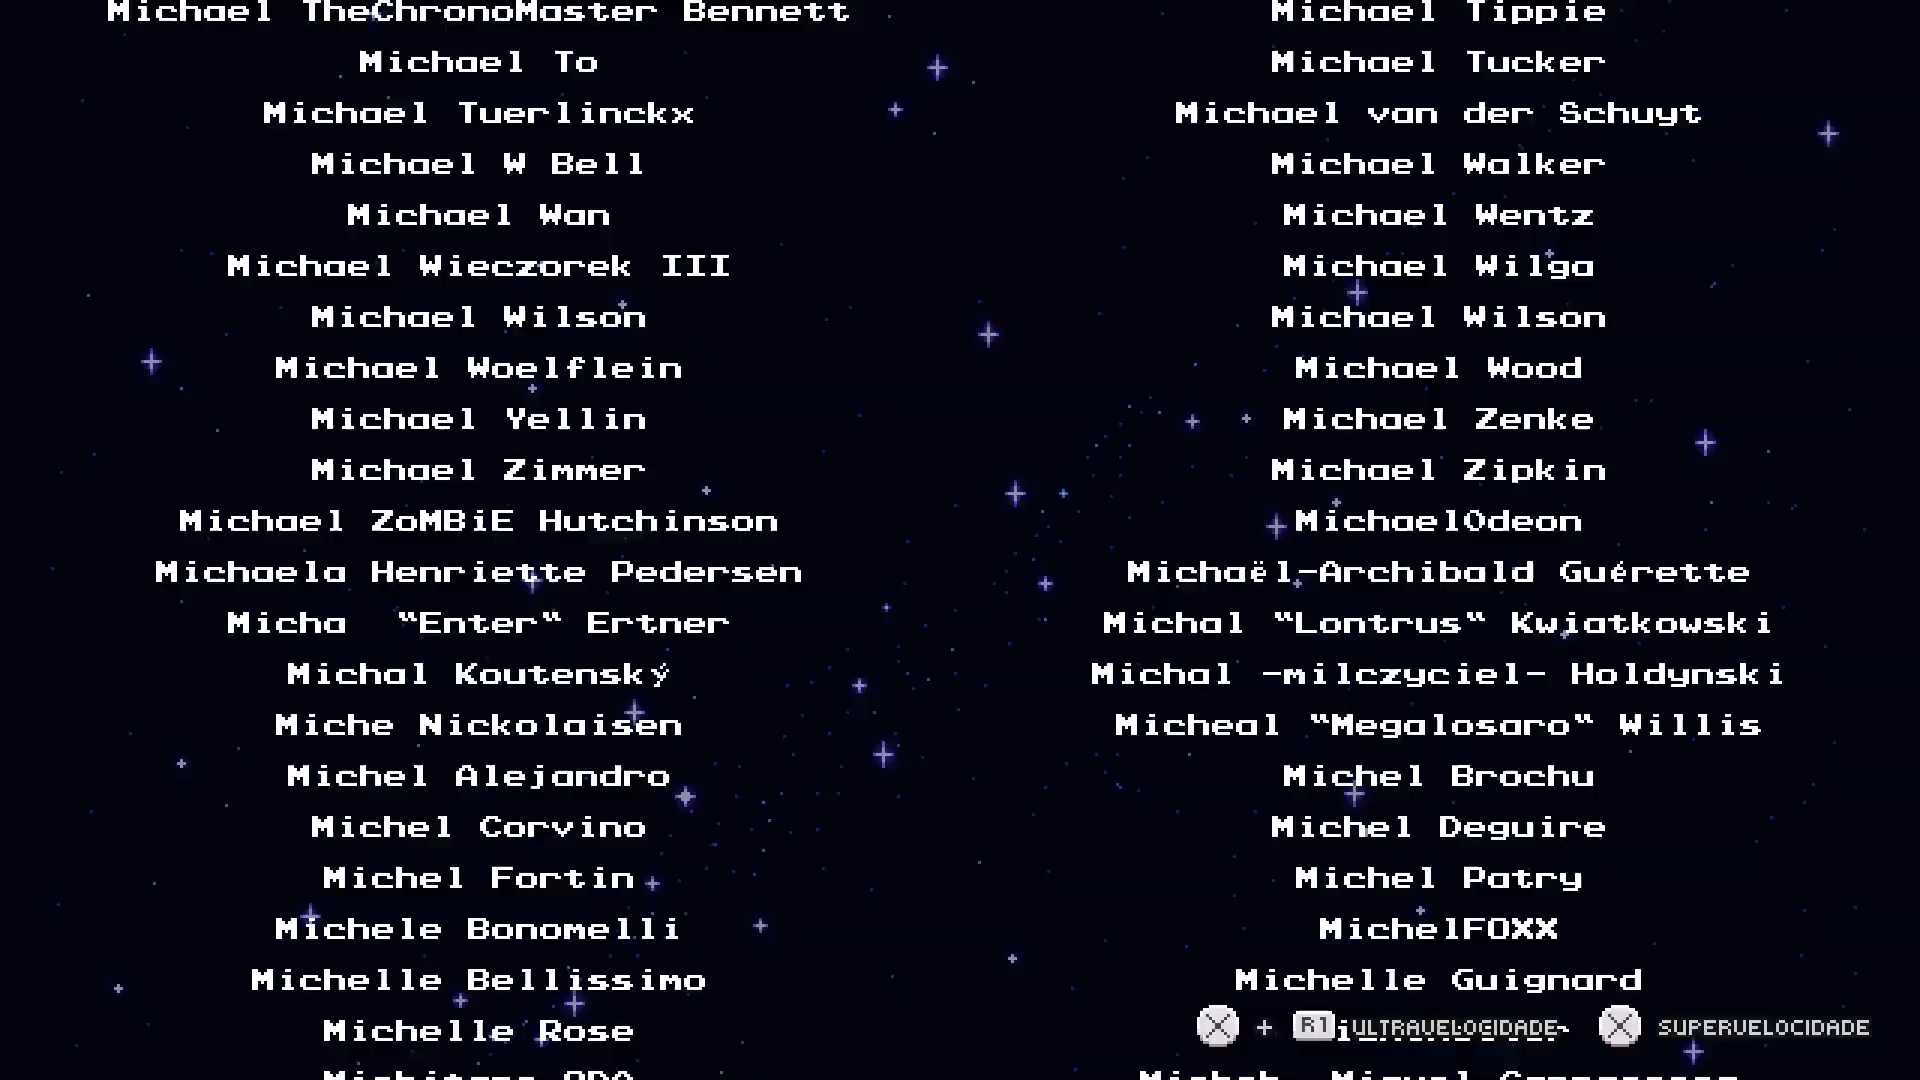 Michael TheChronoMaster Bennett
Michael Tippie
Michael To
Michael Tucker
Michael Tuerlinckx
Michael van der Schuyt
Michael W Bell
Michael Walker
Michael Wan
Michael Wentz
Michael Wieczorek III
Michael Wilga
Michael Wilson
Michael Wilson
Michael Woelflein
Michael Wood
Michael Yellin
Michael Zenke
Michael Zimmer
Michael Zipkin
Michael ZoMBiE Hutchinson
MichaelOdeon
Michaela Henriette Pedersen
Michaël-Archibald Guérette
Micha "Enter" Ertner
Michal "Lontrus" Kwiatkowski
Michal Koutenský
Michal -milczyciel- Holdynski
Miche Nickolaisen
Micheal "Megalosaro" Willis
Michel Alejandro
Michel Brochu
Michel Corvino
Michel Deguire
Michel Fortin
Michel Patry
Michele Bonomelli
MichelFOXX
Michelle Bellissimo
Michelle Guignard
Michelle Rose
+ R1 ULTRAVELOCIDADE SUPERVELOCIDADE